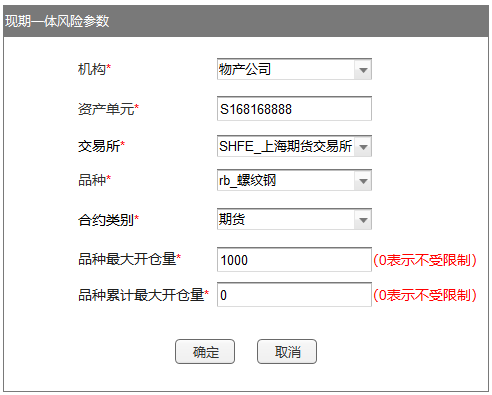 现期一体风险参数
机构* 物产公司
资产单元* S168168888
交易所* SHFE_上海期货交易所
品种* rb_螺纹钢
合约类别* 期货
品种最大开仓量* 1000 (0表示不受限制)
品种累计最大开仓量* 0 (0表示不受限制)
确定 取消